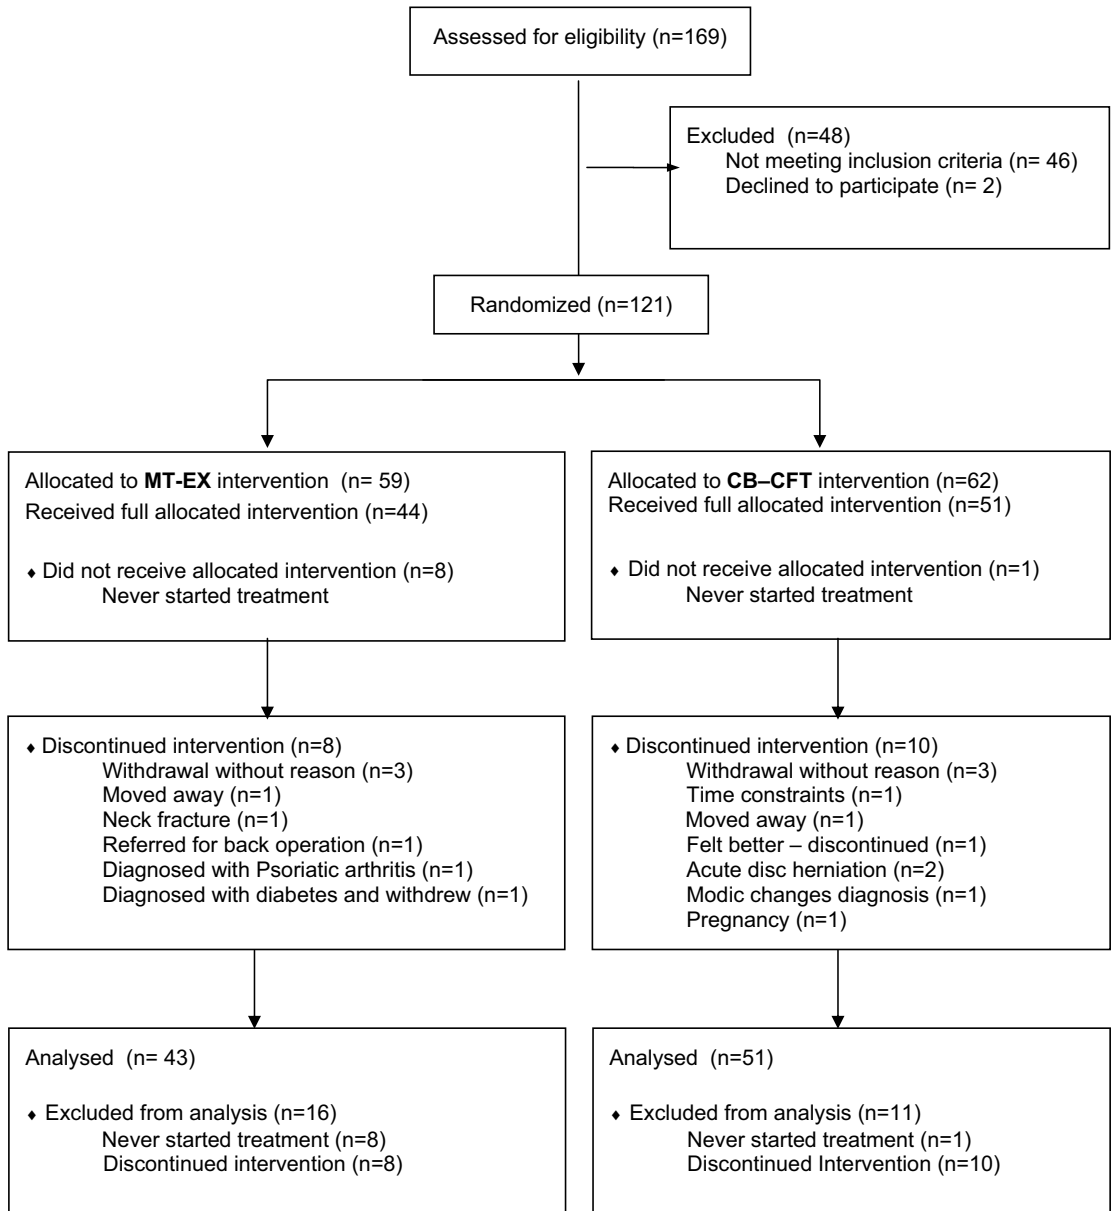 Assessed for eligibility (n=169)
Excluded (n=48)
Not meeting inclusion criteria (n= 46)
Declined to participate (n= 2)
Randomized (n=121)
Allocated to MT-EX intervention (n= 59)
Received full allocated intervention (n=44)
♦ Did not receive allocated intervention (n=8)
Never started treatment
Allocated to CB–CFT intervention (n=62)
Received full allocated intervention (n=51)
♦ Did not receive allocated intervention (n=1)
Never started treatment
♦ Discontinued intervention (n=8)
Withdrawal without reason (n=3)
Moved away (n=1)
Neck fracture (n=1)
Referred for back operation (n=1)
Diagnosed with Psoriatic arthritis (n=1)
Diagnosed with diabetes and withdrew (n=1)
♦ Discontinued intervention (n=10)
Withdrawal without reason (n=3)
Time constraints (n=1)
Moved away (n=1)
Felt better – discontinued (n=1)
Acute disc herniation (n=2)
Modic changes diagnosis (n=1)
Pregnancy (n=1)
Analysed (n= 43)
♦ Excluded from analysis (n=16)
Never started treatment (n=8)
Discontinued intervention (n=8)
Analysed (n=51)
♦ Excluded from analysis (n=11)
Never started treatment (n=1)
Discontinued Intervention (n=10)